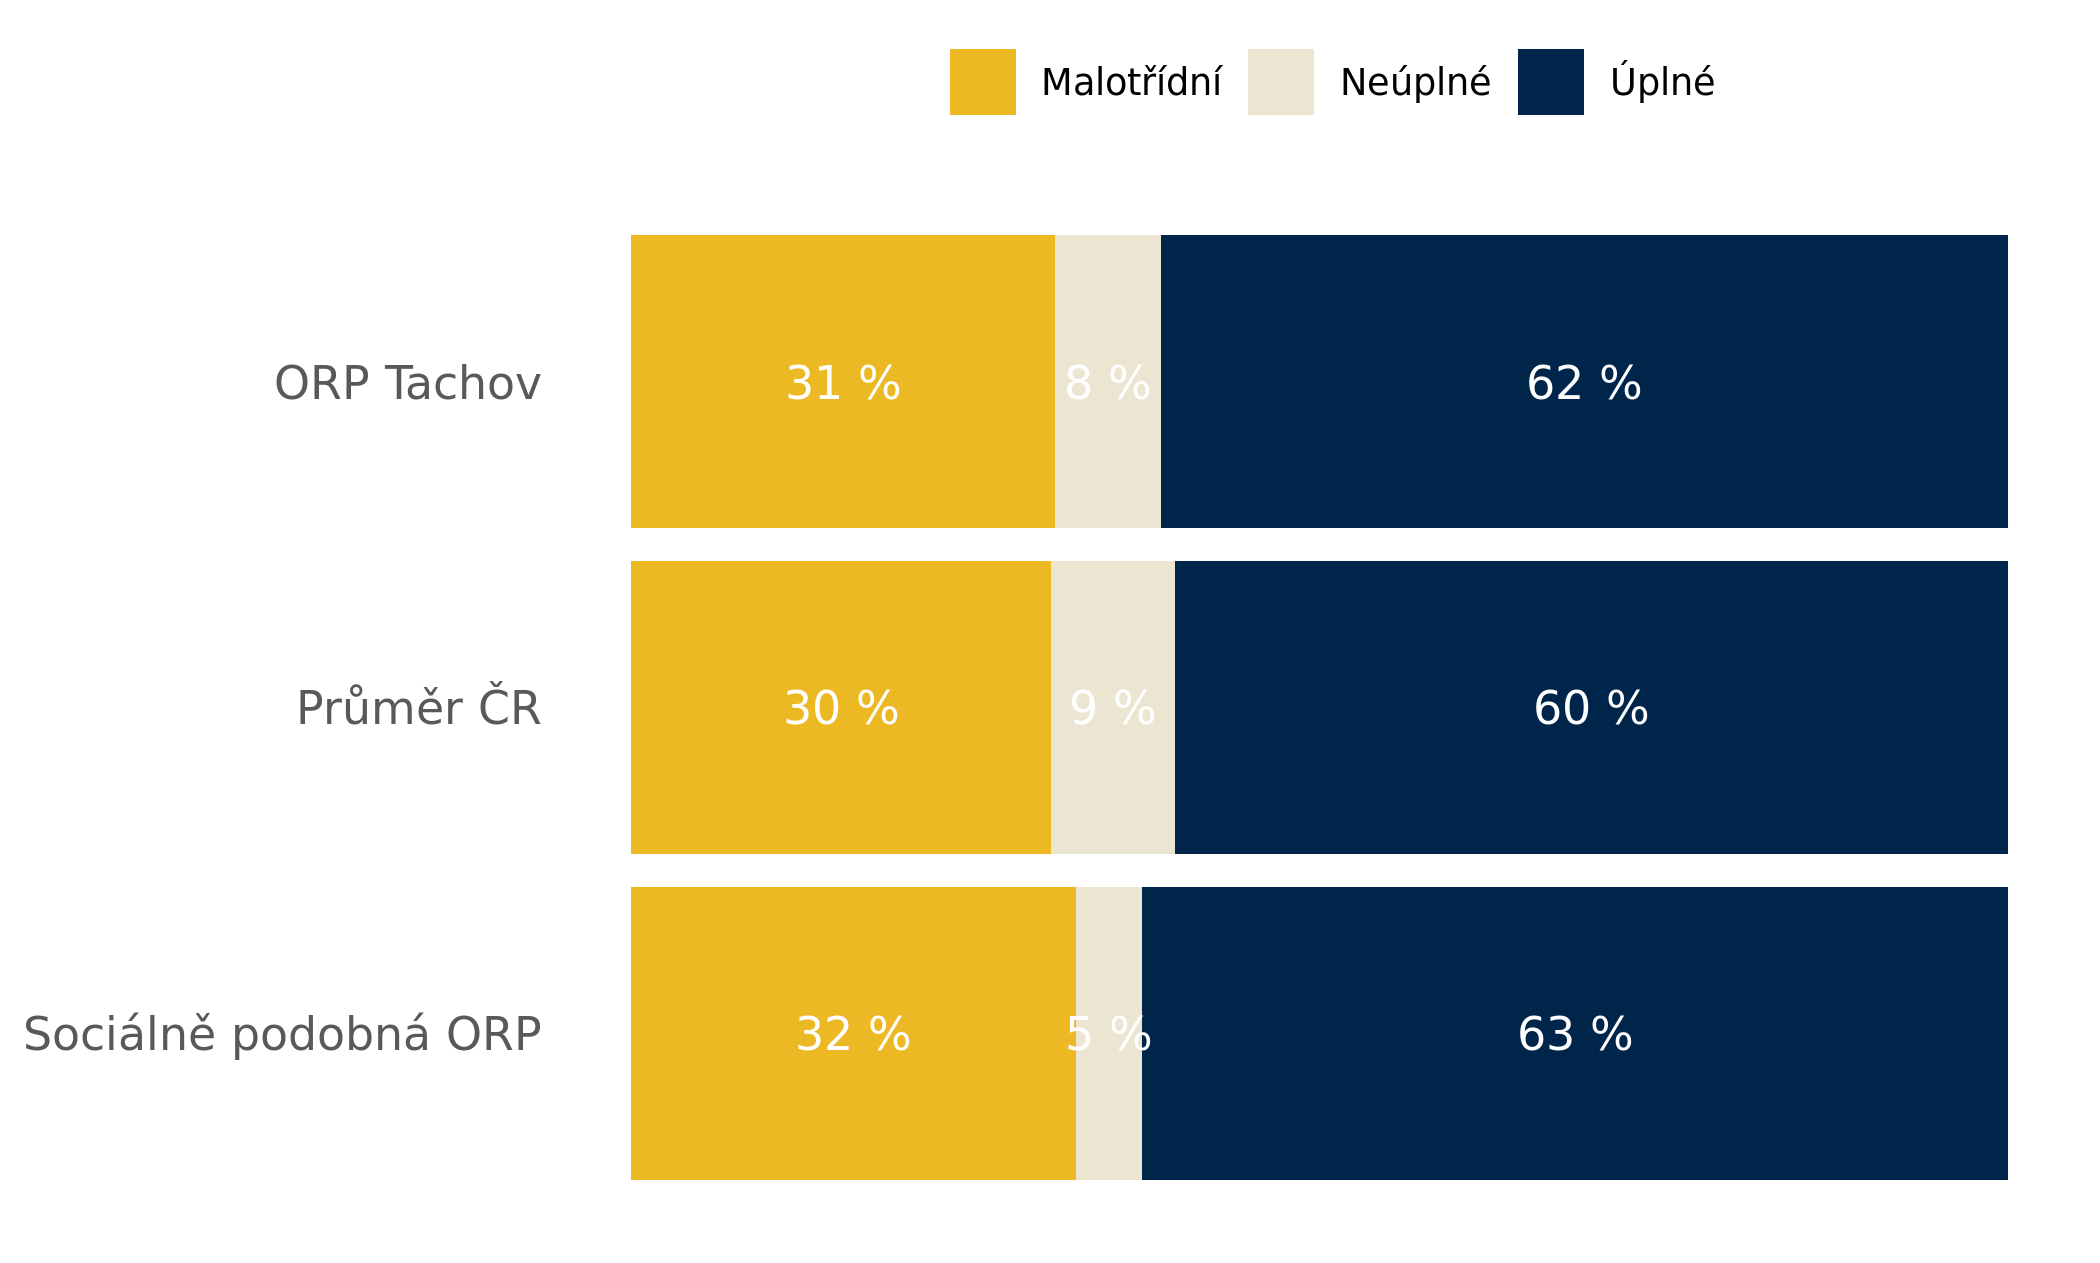 Malotřídní Neúplné Úplné
ORP Tachov 31 % 8 % 62 %
Průměr ČR 30 % 9 % 60 %
Sociálně podobná ORP 32 % 5 % 63 %